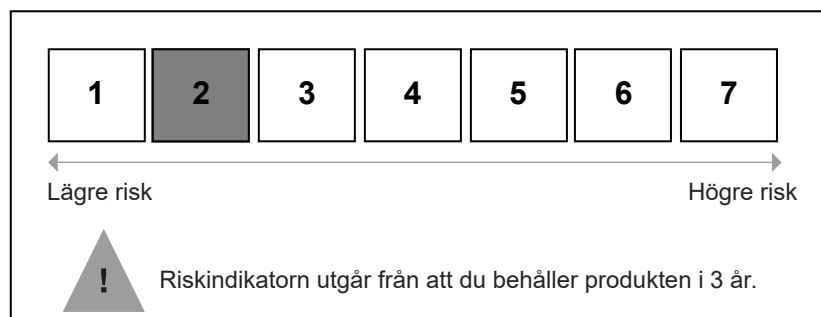 1 2 3 4 5 6 7
Lägre risk Högre risk
! Riskindikatorn utgår från att du behåller produkten i 3 år.